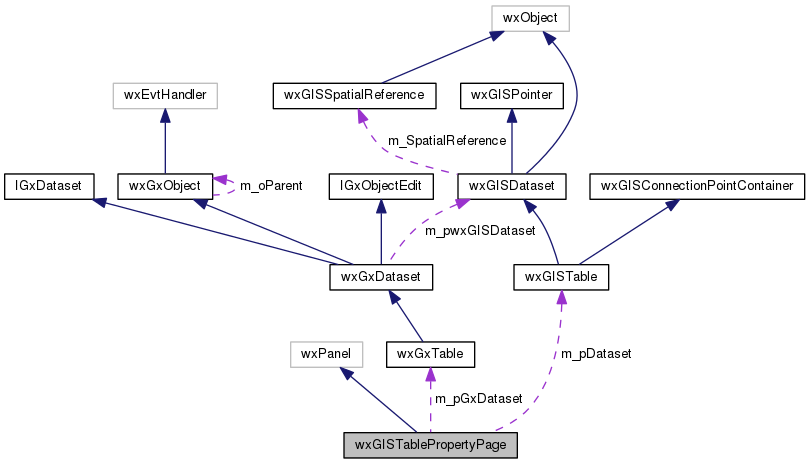 wxObject
wxEvtHandler
wxGISSpatialReference
wxGISPointer
m_SpatialReference
IGxDataset
wxGxObject
m_oParent
IGxObjectEdit
wxGISDataset
wxGISConnectionPointContainer
m_pwxGISDataset
wxGxDataset
wxGISTable
wxPanel
wxGxTable
m_pDataset
m_pGxDataset
wxGISTablePropertyPage